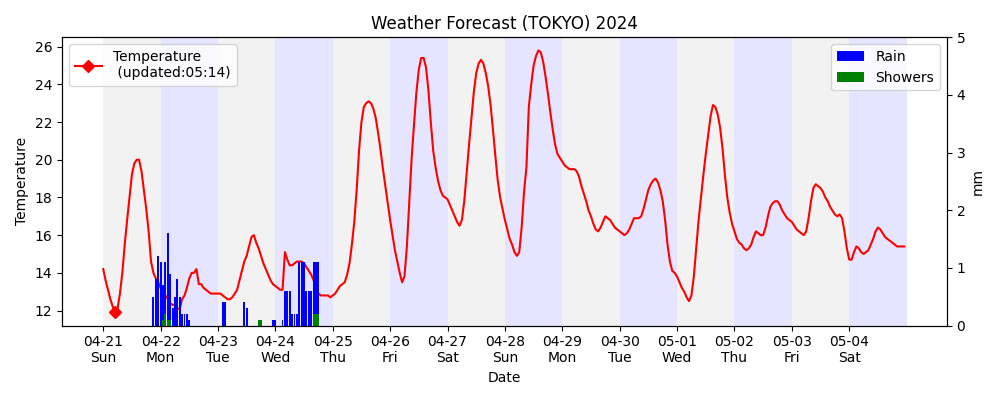 Weather Forecast (TOKYO) 2024
Temperature
(updated:05:14)
Rain
Showers
26
24
22
20
18
16
14
12
Temperature
5
4
3
2
1
0
mm
04-21 04-22 04-23 04-24 04-25 04-26 04-27 04-28 04-29 04-30 05-01 05-02 05-03 05-04
Sun Mon Tue Wed Thu Fri Sat Sun Mon Tue Wed Thu Fri Sat
Date